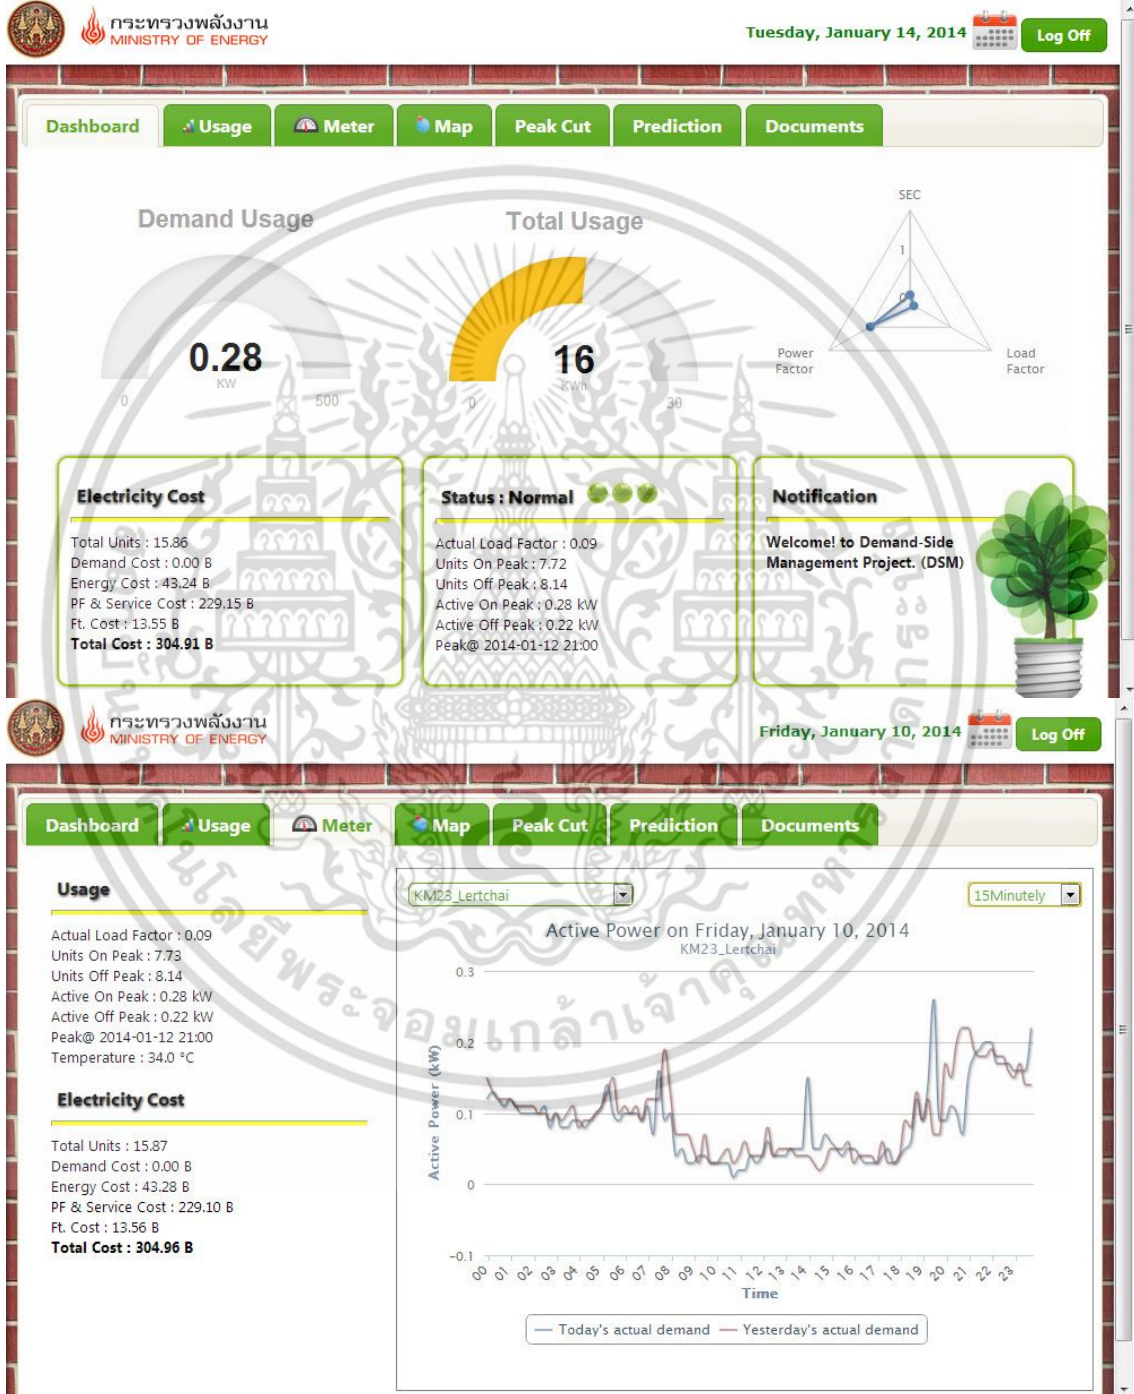 กระทรวงพลังงาน
MINISTRY OF ENERGY
Tuesday, January 14, 2014
Log Off
Dashboard Usage Meter Map Peak Cut Prediction Documents
Demand Usage
0.28
KW
0 500
Total Usage
16
KWh
0 30
SEC
1
0
Power
Factor
Load
Factor
Electricity Cost
Total Units : 15.86
Demand Cost : 0.00 B
Energy Cost : 43.24 B
PF & Service Cost : 229.15 B
Ft. Cost : 13.55 B
Total Cost : 304.91 B
Status : Normal
Actual Load Factor : 0.09
Units On Peak : 7.72
Units Off Peak : 8.14
Active On Peak : 0.28 kW
Active Off Peak : 0.22 kW
Peak@ 2014-01-12 21:00
Notification
Welcome! to Demand-Side
Management Project. (DSM)
กระทรวงพลังงาน
MINISTRY OF ENERGY
Friday, January 10, 2014
Log Off
Dashboard Usage Meter Map Peak Cut Prediction Documents
Usage
Actual Load Factor : 0.09
Units On Peak : 7.73
Units Off Peak : 8.14
Active On Peak : 0.28 kW
Active Off Peak : 0.22 kW
Peak@ 2014-01-12 21:00
Temperature : 34.0 °C
Electricity Cost
Total Units : 15.87
Demand Cost : 0.00 B
Energy Cost : 43.28 B
PF & Service Cost : 229.10 B
Ft. Cost : 13.56 B
Total Cost : 304.96 B
KM23_Lertchai
15Minutely
Active Power on Friday, January 10, 2014
KM23_Lertchai
Active Power (kW)
0.3
0.2
0.1
0
-0.1
00 01 02 03 04 05 06 07 08 09 10 11 12 13 14 15 16 17 18 19 20 21 22 23
Time
Today's actual demand Yesterday's actual demand